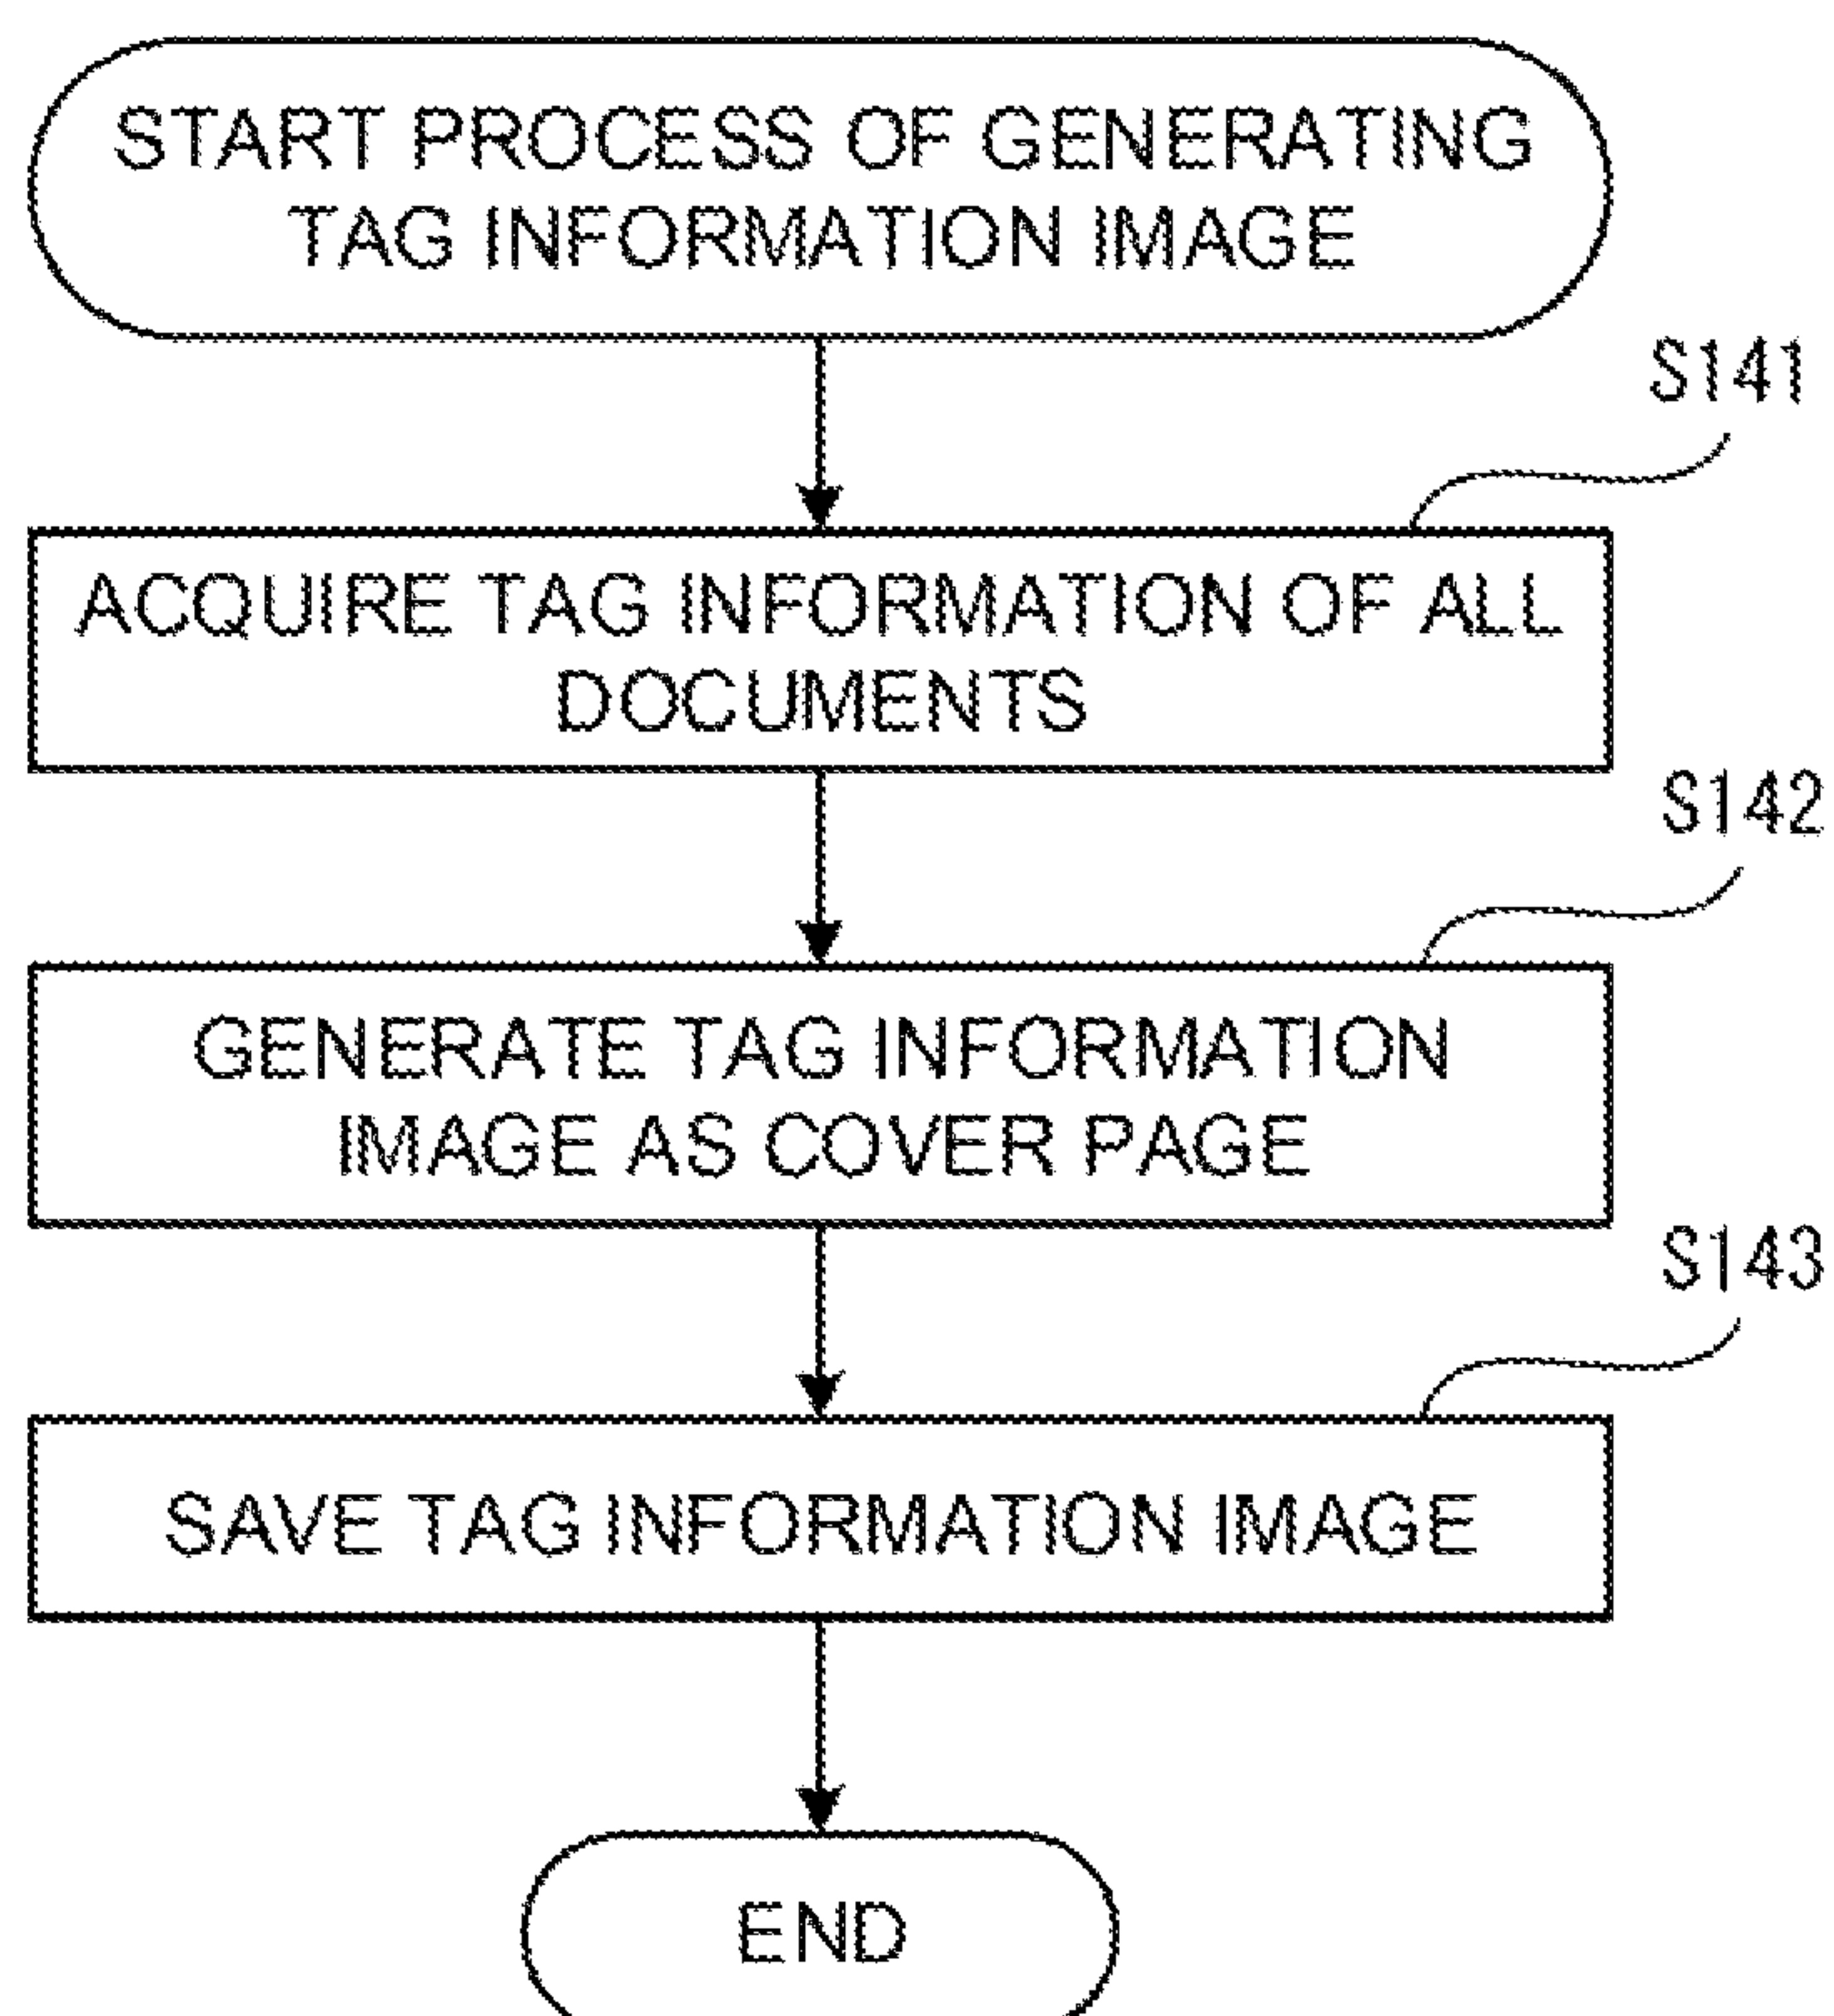 START PROCESS OF GENERATING
TAG INFORMATION IMAGE
S141
ACQUIRE TAG INFORMATION OF ALL
DOCUMENTS
S142
GENERATE TAG INFORMATION
IMAGE AS COVER PAGE
S143
SAVE TAG INFORMATION IMAGE
END